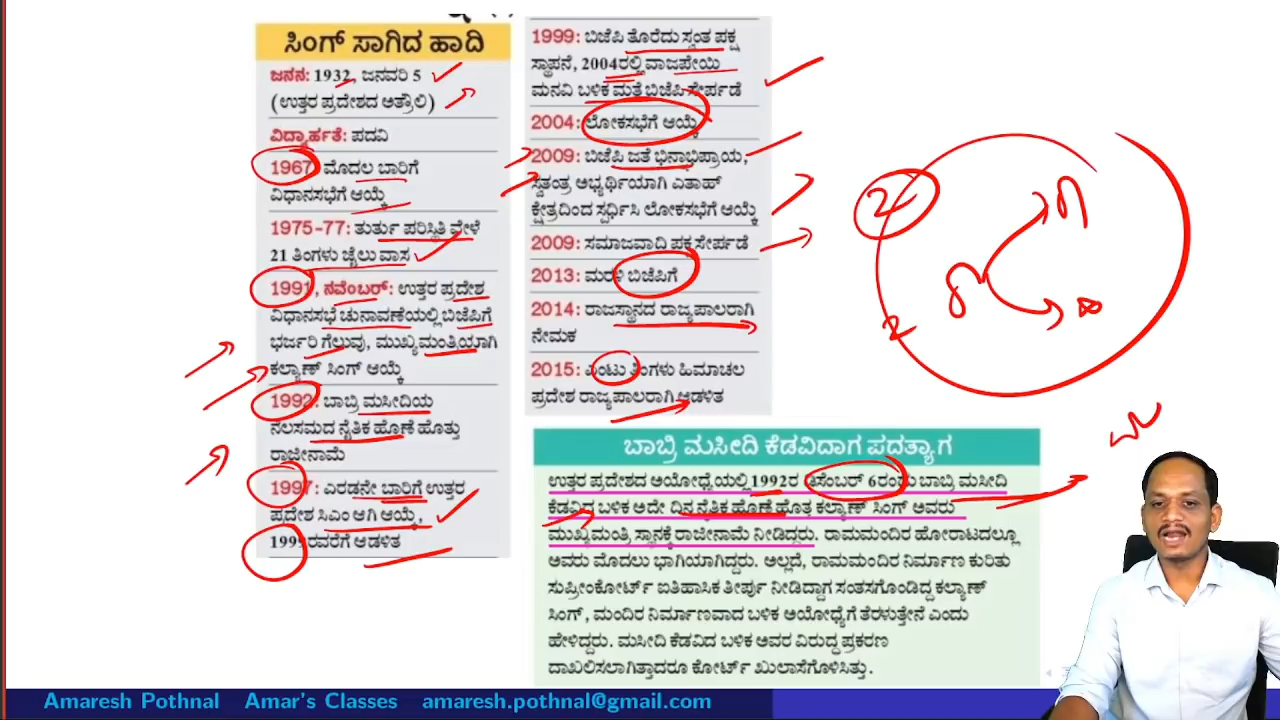 ಸಿಂಗ್ ಸಾಗಿದ ಹಾದಿ
ಜನನ: 1932, ಜನವರಿ 5
(ಉತ್ತರ ಪ್ರದೇಶದ ಅತ್ರೌಲಿ)
ವಿದ್ಯಾರ್ಹತೆ: ಪದವಿ
1967: ಮೊದಲ ಬಾರಿಗೆ
ವಿಧಾನಸಭೆಗೆ ಆಯ್ಕೆ
1975-77: ತುರ್ತು ಪರಿಸ್ಥಿತಿ ವೇಳೆ
21 ತಿಂಗಳು ಜೈಲು ವಾಸ
1991, ನವೆಂಬರ್: ಉತ್ತರ ಪ್ರದೇಶ
ವಿಧಾನಸಭೆ ಚುನಾವಣೆಯಲ್ಲಿ ಬಿಜೆಪಿಗೆ
ಭರ್ಜರಿ ಗೆಲುವು, ಮುಖ್ಯಮಂತ್ರಿಯಾಗಿ
ಕಲ್ಯಾಣ್ ಸಿಂಗ್ ಆಯ್ಕೆ
1992: ಬಾಬ್ರಿ ಮಸೀದಿಯ
ನೆಲಸಮದ ನೈತಿಕ ಹೊಣೆ ಹೊತ್ತು
ರಾಜೀನಾಮೆ
1997: ಎರಡನೇ ಬಾರಿಗೆ ಉತ್ತರ
ಪ್ರದೇಶ ಸಿಎಂ ಆಗಿ ಆಯ್ಕೆ,
1999ರವರೆಗೆ ಆಡಳಿತ
1999: ಬಿಜೆಪಿ ತೊರೆದು ಸ್ವಂತ ಪಕ್ಷ
ಸ್ಥಾಪನೆ, 2004ರಲ್ಲಿ ವಾಜಪೇಯಿ
ಮನವಿ ಬಳಿಕ ಮತ್ತೆ ಬಿಜೆಪಿ ಸೇರ್ಪಡೆ
2004: ಲೋಕಸಭೆಗೆ ಆಯ್ಕೆ
2009: ಬಿಜೆಪಿ ಜತೆ ಭಿನ್ನಾಭಿಪ್ರಾಯ,
ಸ್ವತಂತ್ರ ಅಭ್ಯರ್ಥಿಯಾಗಿ ಎತಾಹ್
ಕ್ಷೇತ್ರದಿಂದ ಸ್ಪರ್ಧಿಸಿ ಲೋಕಸಭೆಗೆ ಆಯ್ಕೆ
2009: ಸಮಾಜವಾದಿ ಪಕ್ಷ ಸೇರ್ಪಡೆ
2013: ಮರಳಿ ಬಿಜೆಪಿಗೆ
2014: ರಾಜಸ್ಥಾನದ ರಾಜ್ಯಪಾಲರಾಗಿ
ನೇಮಕ
2015: ಎಂಟು ತಿಂಗಳು ಹಿಮಾಚಲ
ಪ್ರದೇಶ ರಾಜ್ಯಪಾಲರಾಗಿ ಆಡಳಿತ
ಬಾಬ್ರಿ ಮಸೀದಿ ಕೆಡವಿದಾಗ ಪದತ್ಯಾಗ
ಉತ್ತರ ಪ್ರದೇಶದ ಅಯೋಧ್ಯೆಯಲ್ಲಿ 1992ರ ಡಿಸೆಂಬರ್ 6ರಂದು ಬಾಬ್ರಿ ಮಸೀದಿ
ಕೆಡವಿದ ಬಳಿಕ ಅದೇ ದಿನ ನೈತಿಕ ಹೊಣೆ ಹೊತ್ತ ಕಲ್ಯಾಣ್ ಸಿಂಗ್ ಅವರು
ಮುಖ್ಯಮಂತ್ರಿ ಸ್ಥಾನಕ್ಕೆ ರಾಜೀನಾಮೆ ನೀಡಿದ್ದರು. ರಾಮಮಂದಿರ ಹೋರಾಟದಲ್ಲೂ
ಅವರು ಮೊದಲು ಭಾಗಿಯಾಗಿದ್ದರು. ಅಲ್ಲದೆ, ರಾಮಮಂದಿರ ನಿರ್ಮಾಣ ಕುರಿತು
ಸುಪ್ರೀಂಕೋರ್ಟ್ ಐತಿಹಾಸಿಕ ತೀರ್ಪು ನೀಡಿದ್ದಾಗ ಸಂತಸಗೊಂಡಿದ್ದ ಕಲ್ಯಾಣ್
ಸಿಂಗ್, ಮಂದಿರ ನಿರ್ಮಾಣವಾದ ಬಳಿಕ ಅಯೋಧ್ಯೆಗೆ ತೆರಳುತ್ತೇನೆ ಎಂದು
ಹೇಳಿದ್ದರು. ಮಸೀದಿ ಕೆಡವಿದ ಬಳಿಕ ಅವರ ವಿರುದ್ಧ ಪ್ರಕರಣ
ದಾಖಲಿಸಲಾಗಿತ್ತಾದರೂ ಕೋರ್ಟ್ ಖುಲಾಸೆಗೊಳಿಸಿತ್ತು.
2
2
Amaresh Pothnal Amar's Classes amaresh.pothnal@gmail.com